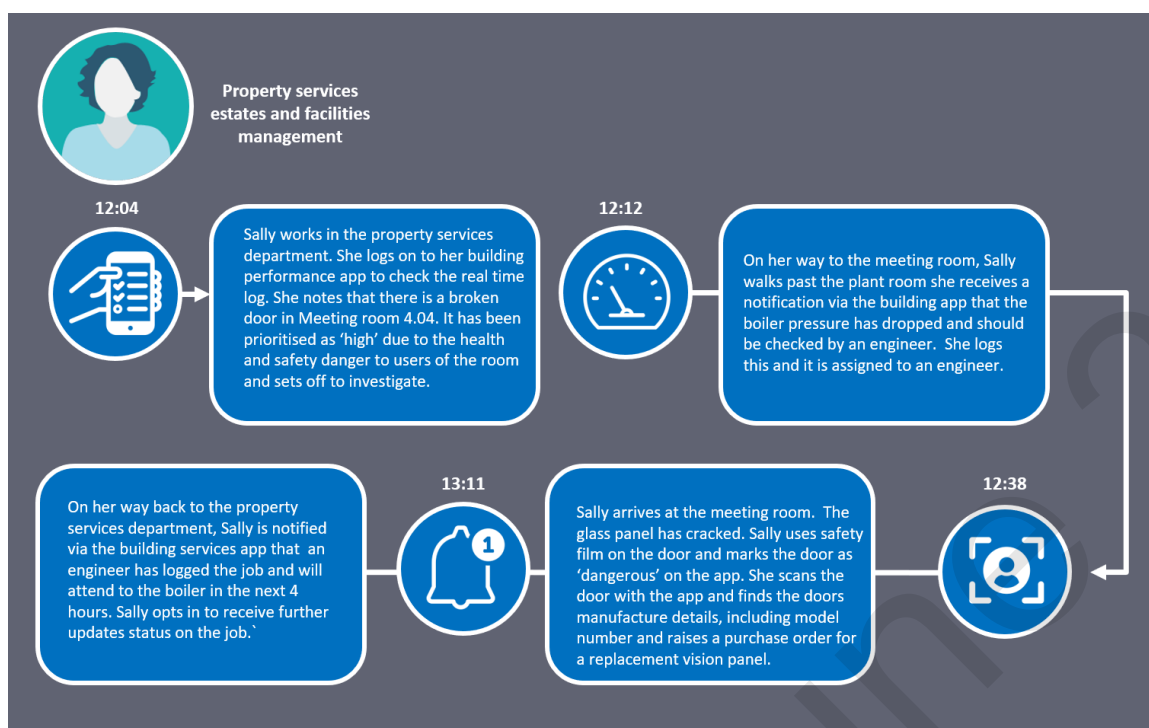 Property services
estates and facilities
management
12:04
Sally works in the property services
department. She logs on to her building
performance app to check the real time
log. She notes that there is a broken
door in Meeting room 4.04. It has been
prioritised as ‘high’ due to the health
and safety danger to users of the room
and sets off to investigate.
12:12
On her way to the meeting room, Sally
walks past the plant room she receives a
notification via the building app that the
boiler pressure has dropped and should
be checked by an engineer.  She logs
this and it is assigned to an engineer.
12:38
Sally arrives at the meeting room.  The
glass panel has cracked. Sally uses safety
film on the door and marks the door as
‘dangerous’ on the app. She scans the
door with the app and finds the doors
manufacture details, including model
number and raises a purchase order for
a replacement vision panel.
13:11
1
On her way back to the property
services department, Sally is notified
via the building services app that  an
engineer has logged the job and will
attend to the boiler in the next 4
hours. Sally opts in to receive further
updates status on the job.`